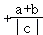 + a+b
| c |